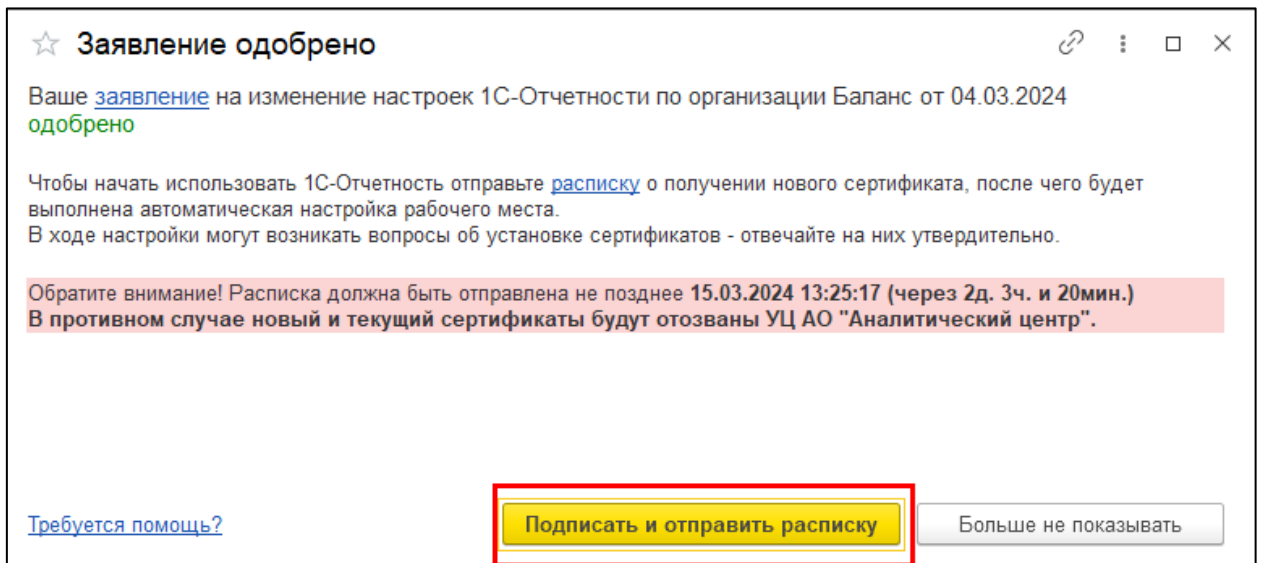 Заявление одобрено
Ваше заявление на изменение настроек 1С-Отчетности по организации Баланс от 04.03.2024
одобрено
Чтобы начать использовать 1С-Отчетность отправьте расписку о получении нового сертификата, после чего будет
выполнена автоматическая настройка рабочего места.
В ходе настройки могут возникать вопросы об установке сертификатов - отвечайте на них утвердительно.
Обратите внимание! Расписка должна быть отправлена не позднее 15.03.2024 13:25:17 (через 2д. 3ч. и 20мин.)
В противном случае новый и текущий сертификаты будут отозваны УЦ АО "Аналитический центр".
Требуется помощь?
Подписать и отправить расписку
Больше не показывать